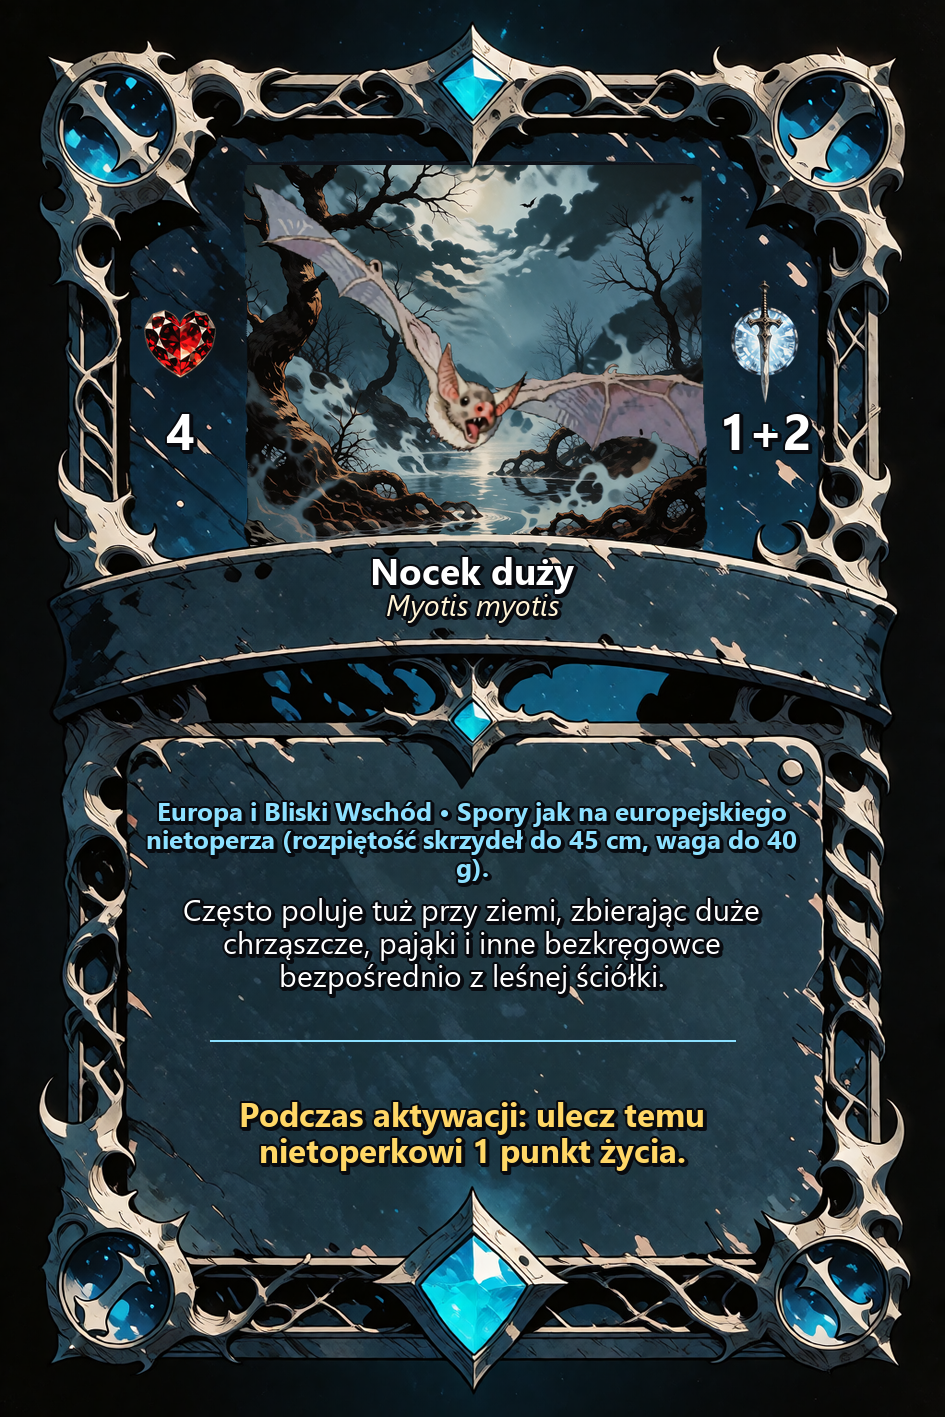 4
1+2
Nocek duży
Myotis myotis
Europa i Bliski Wschód • Spory jak na europejskiego
nietoperza (rozpiętość skrzydeł do 45 cm, waga do 40
g).
Często poluje tuż przy ziemi, zbierając duże
chrząszcze, pająki i inne bezkręgowce
bezpośrednio z leśnej ściółki.
Podczas aktywacji: ulecz temu
nietoperkowi 1 punkt życia.